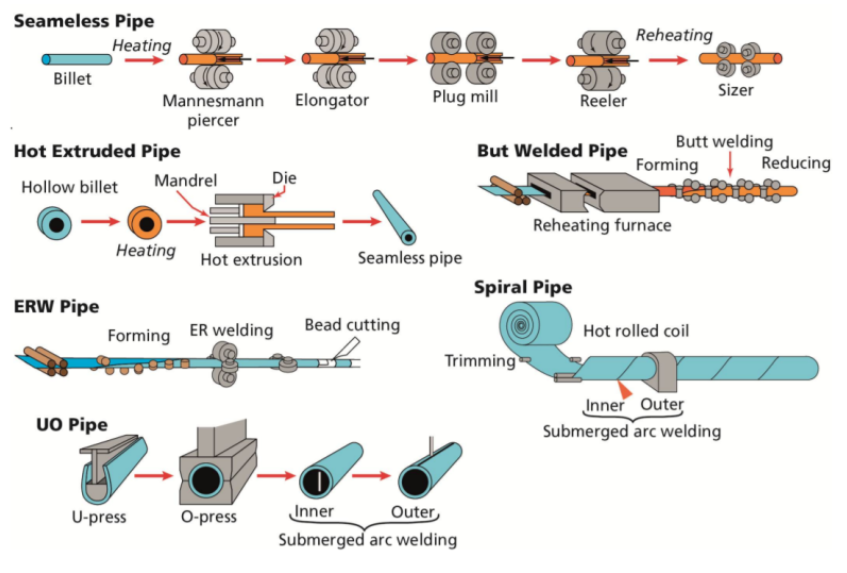 Seameless Pipe
Heating
Reheating
Billet
Mannesmann
piercer
Elongator
Plug mill
Reeler
Sizer
Hot Extruded Pipe
Hollow billet
Mandrel
Die
Heating
Hot extrusion
Seamless pipe
But Welded Pipe
Butt welding
Forming
Reducing
Reheating furnace
ERW Pipe
Forming
ER welding
Bead cutting
Spiral Pipe
Hot rolled coil
Trimming
Inner
Outer
Submerged arc welding
UO Pipe
U-press
O-press
Inner
Outer
Submerged arc welding